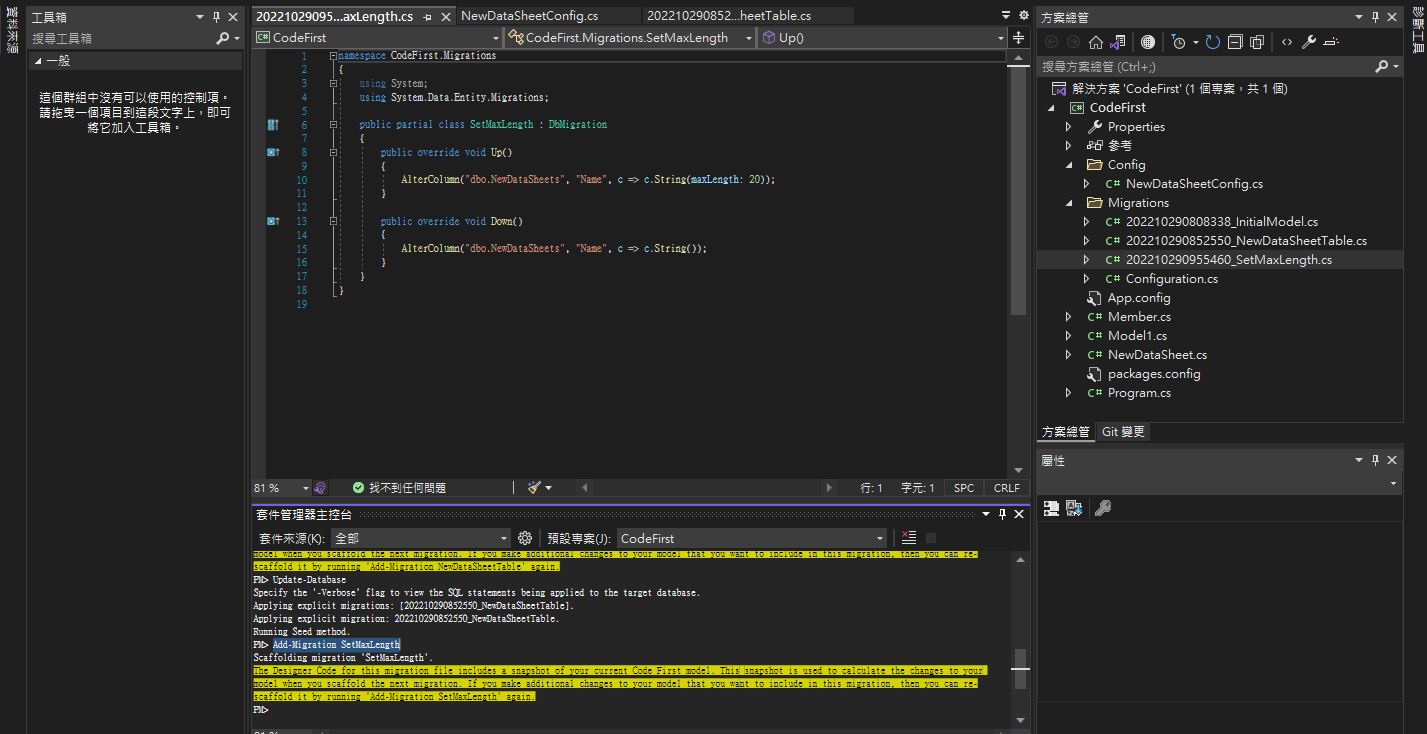 資料來源
工具箱
搜尋工具箱
一般
這個群組中沒有可以使用的控制項。
請拖曳一個項目到這段文字上，即可
將它加入工具箱。
20221029095...axLength.cs
NewDataSheetConfig.cs
202210290852...heetTable.cs
C# CodeFirst
CodeFirst.Migrations.SetMaxLength
Up()
1 namespace CodeFirst.Migrations
2 {
3 using System;
4 using System.Data.Entity.Migrations;
5
6 public partial class SetMaxLength : DbMigration
7 {
8 public override void Up()
9 {
10 AlterColumn("dbo.NewDataSheets", "Name", c => c.String(maxLength: 20));
11 }
12
13 public override void Down()
14 {
15 AlterColumn("dbo.NewDataSheets", "Name", c => c.String());
16 }
17 }
18 }
19
81 %
找不到任何問題
行: 1
字元: 1
SPC
CRLF
套件管理器主控台
套件來源(K): 全部
預設專案(J): CodeFirst
model when you scaffold the next migration. If you make additional changes to your model that you want to include in this migration, then you can re-
scaffold it by running 'Add-Migration NewDataSheetTable' again.
PM> Update-Database
Specify the '-Verbose' flag to view the SQL statements being applied to the target database.
Applying explicit migrations: [202210290852550_NewDataSheetTable].
Applying explicit migration: 202210290852550_NewDataSheetTable.
Running Seed method.
PM> Add-Migration SetMaxLength
Scaffolding migration 'SetMaxLength'.
The Designer Code for this migration file includes a snapshot of your current Code First model. This snapshot is used to calculate the changes to your
model when you scaffold the next migration. If you make additional changes to your model that you want to include in this migration, then you can re-
scaffold it by running 'Add-Migration SetMaxLength' again.
PM>
方案總管
搜尋方案總管 (Ctrl+;)
解決方案 'CodeFirst' (1 個專案，共 1 個)
C# CodeFirst
Properties
參考
Config
C# NewDataSheetConfig.cs
Migrations
C# 202210290808338_InitialModel.cs
C# 202210290852550_NewDataSheetTable.cs
C# 202210290955460_SetMaxLength.cs
C# Configuration.cs
App.config
C# Member.cs
C# Model1.cs
C# NewDataSheet.cs
packages.config
C# Program.cs
方案總管
Git 變更
屬性
診斷工具